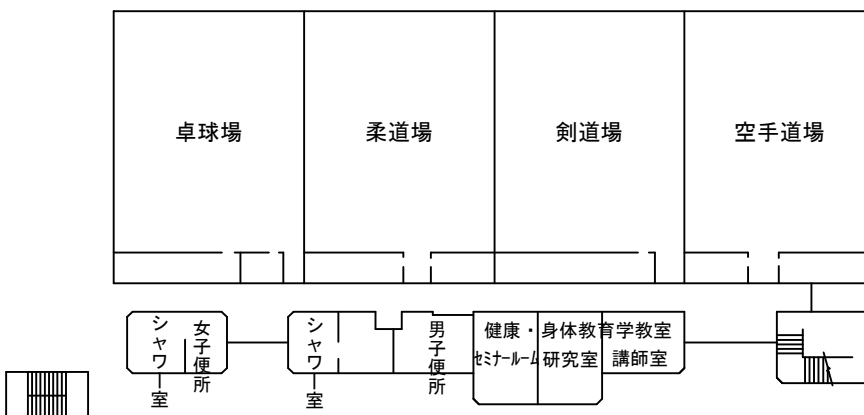 卓球場
柔道場
剣道場
空手道場
シャワー室
女子便所
シャワー室
男子便所
健康・身体教育学教室
セミナールーム
研究室
講師室